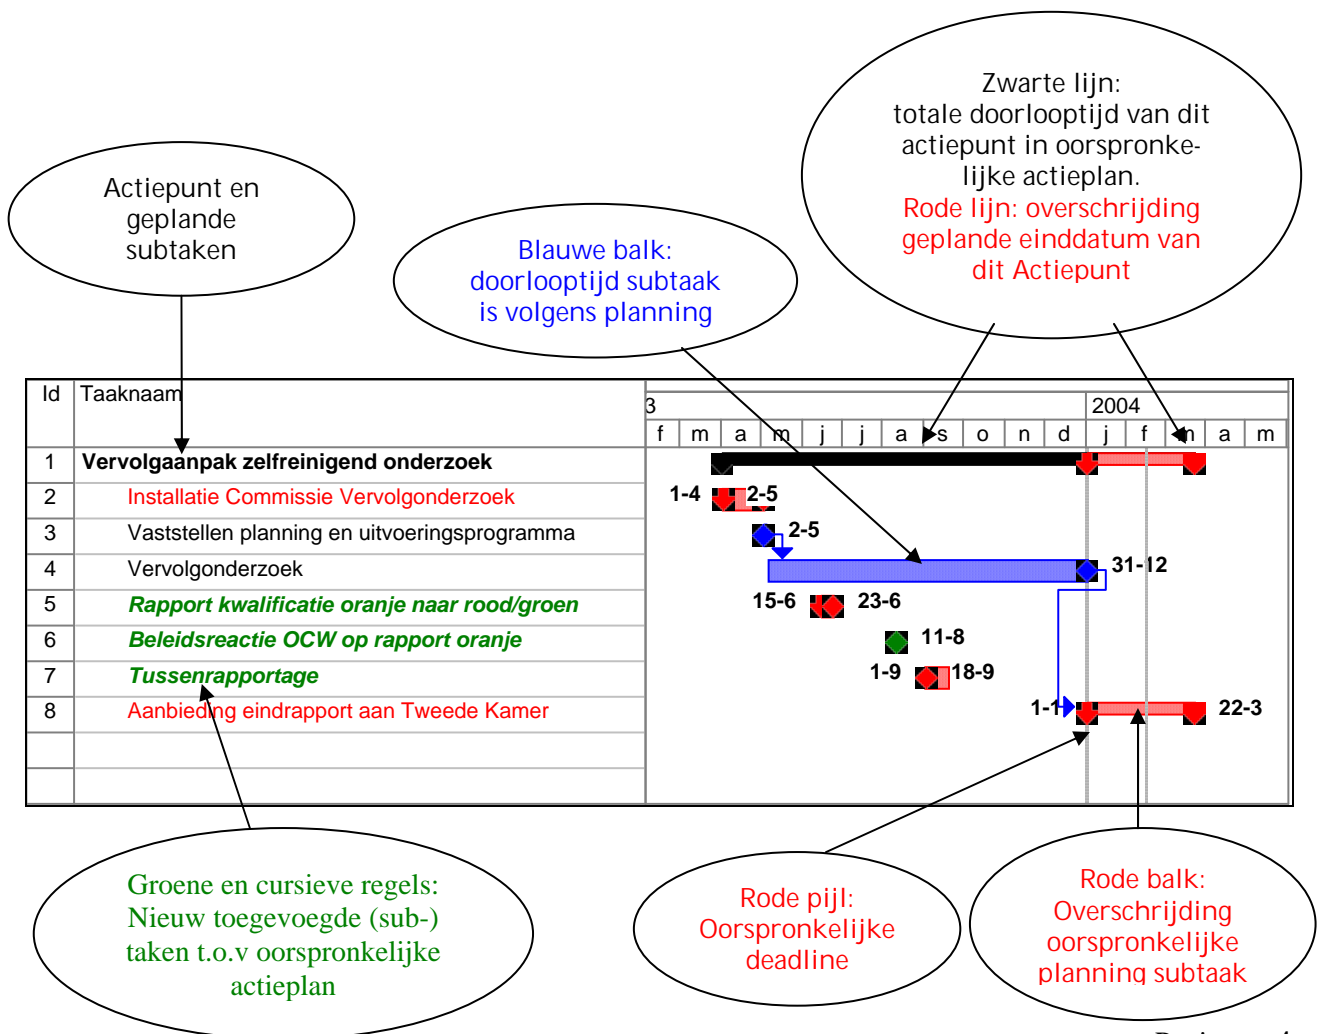 Zwarte lijn:
totale doorlooptijd van dit
actiepunt in oorspronke-
lijke actieplan.
Rode lijn: overschrijding
geplande einddatum van
dit Actiepunt
Actiepunt en
geplande
subtaken
Blauwe balk:
doorlooptijd subtaak
is volgens planning
Id Taaknaam
3 2004
f m a m j j a s o n d j f m a m
1 Vervolgaanpak zelfreinigend onderzoek
2 Installatie Commissie Vervolgonderzoek 1-4 2-5
3 Vaststellen planning en uitvoeringsprogramma 2-5
4 Vervolgonderzoek 31-12
5 Rapport kwalificatie oranje naar rood/groen 15-6 23-6
6 Beleidsreactie OCW op rapport oranje 11-8
7 Tussenrapportage 1-9 18-9
8 Aanbieding eindrapport aan Tweede Kamer 1-1 22-3
Groene en cursieve regels:
Nieuw toegevoegde (sub-)
taken t.o.v oorspronkelijke
actieplan
Rode pijl:
Oorspronkelijke
deadline
Rode balk:
Overschrijding
oorspronkelijke
planning subtaak